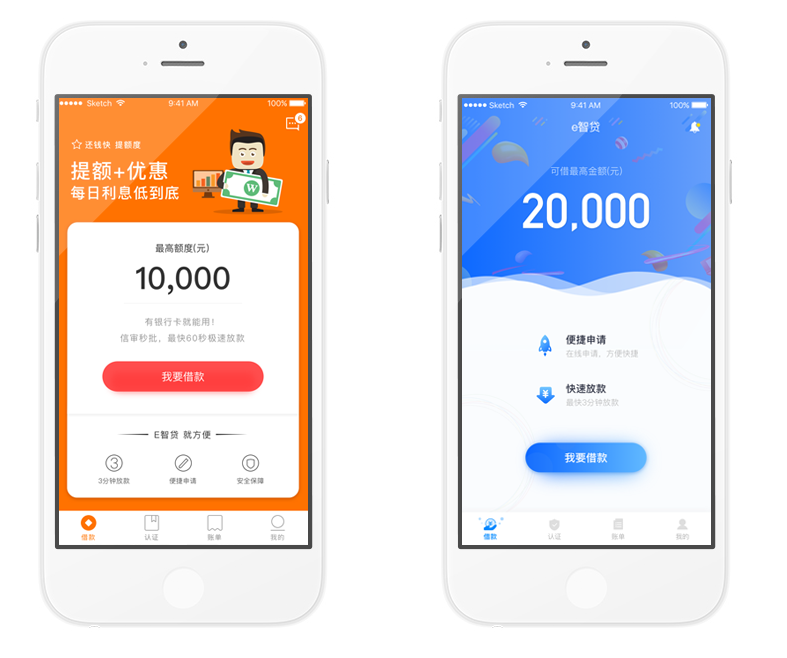 Sketch 9:41 AM 100%
6
还钱快 提额度
提额+优惠
每日利息低到底
W
最高额度(元)
10,000
有银行卡就能用！
信审秒批，最快60秒极速放款
我要借款
E智贷 就方便
3
3分钟放款 便捷申请 安全保障
借款 认证 账单 我的
Sketch 9:41 AM 100%
e智贷
可借最高金额(元)
20,000
便捷申请
在线申请，方便快捷
¥
快速放款
最快3分钟放款
我要借款
借款 认证 账单 我的